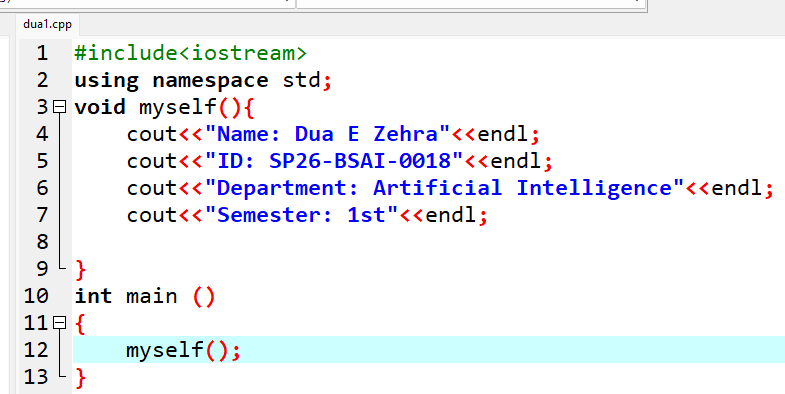 dua1.cpp
1 #include<iostream>
2 using namespace std;
3 void myself(){
4 cout<<"Name: Dua E Zehra"<<endl;
5 cout<<"ID: SP26-BSAI-0018"<<endl;
6 cout<<"Department: Artificial Intelligence"<<endl;
7 cout<<"Semester: 1st"<<endl;
8
9 }
10 int main ()
11 {
12 myself();
13 }